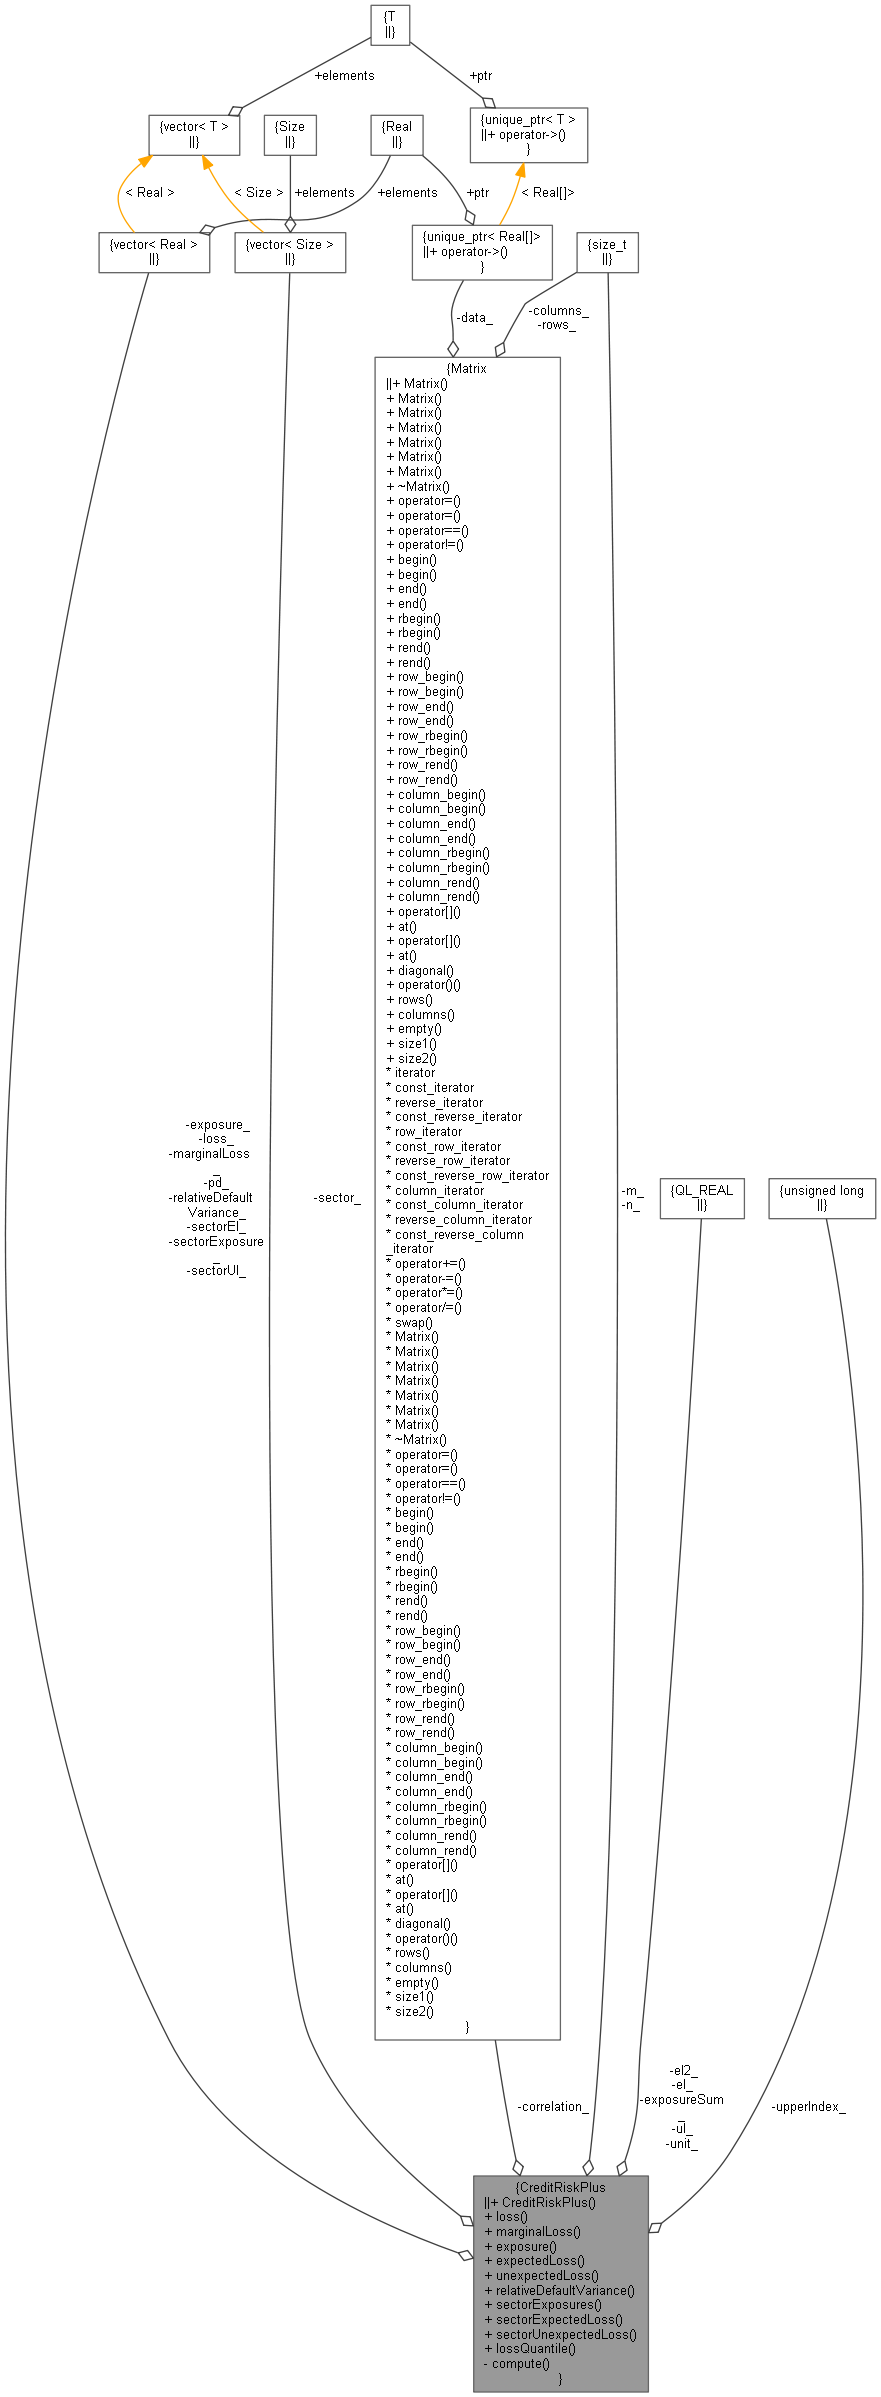 {T
||}
+elements
+ptr
{vector< T >
||}
{Size
||}
{Real
||}
{unique_ptr< T >
||+ operator->()
}
< Real >
< Size >
+elements
+elements
+ptr
< Real[]>
{vector< Real >
||}
{vector< Size >
||}
{unique_ptr< Real[]>
||+ operator->()
}
{size_t
||}
-data_
-columns_
-rows_
{Matrix
||+ Matrix()
+ Matrix()
+ Matrix()
+ Matrix()
+ Matrix()
+ Matrix()
+ Matrix()
+ ~Matrix()
+ operator=()
+ operator=()
+ operator==()
+ operator!=()
+ begin()
+ begin()
+ end()
+ end()
+ rbegin()
+ rbegin()
+ rend()
+ rend()
+ row_begin()
+ row_begin()
+ row_end()
+ row_end()
+ row_rbegin()
+ row_rbegin()
+ row_rend()
+ row_rend()
+ column_begin()
+ column_begin()
+ column_end()
+ column_end()
+ column_rbegin()
+ column_rbegin()
+ column_rend()
+ column_rend()
+ operator[]()
+ at()
+ operator[]()
+ at()
+ diagonal()
+ operator()()
+ rows()
+ columns()
+ empty()
+ size1()
+ size2()
* iterator
* const_iterator
* reverse_iterator
* const_reverse_iterator
* row_iterator
* const_row_iterator
* reverse_row_iterator
* const_reverse_row_iterator
* column_iterator
* const_column_iterator
* reverse_column_iterator
* const_reverse_column
_iterator
* operator+=()
* operator-=()
* operator*=()
* operator/=()
* swap()
* Matrix()
* Matrix()
* Matrix()
* Matrix()
* Matrix()
* Matrix()
* Matrix()
* ~Matrix()
* operator=()
* operator=()
* operator==()
* operator!=()
* begin()
* begin()
* end()
* end()
* rbegin()
* rbegin()
* rend()
* rend()
* row_begin()
* row_begin()
* row_end()
* row_end()
* row_rbegin()
* row_rbegin()
* row_rend()
* row_rend()
* column_begin()
* column_begin()
* column_end()
* column_end()
* column_rbegin()
* column_rbegin()
* column_rend()
* column_rend()
* operator[]()
* at()
* operator[]()
* at()
* diagonal()
* operator()()
* rows()
* columns()
* empty()
* size1()
* size2()
}
-exposure_
-loss_
-marginalLoss
_
-pd_
-relativeDefault
Variance_
-sectorEl_
-sectorExposure
_
-sectorUl_
-sector_
-m_
-n_
{QL_REAL
||}
{unsigned long
||}
-correlation_
-el2_
-el_
-exposureSum
_
-ul_
-unit_
-upperIndex_
{CreditRiskPlus
||+ CreditRiskPlus()
+ loss()
+ marginalLoss()
+ exposure()
+ expectedLoss()
+ unexpectedLoss()
+ relativeDefaultVariance()
+ sectorExposures()
+ sectorExpectedLoss()
+ sectorUnexpectedLoss()
+ lossQuantile()
- compute()
}